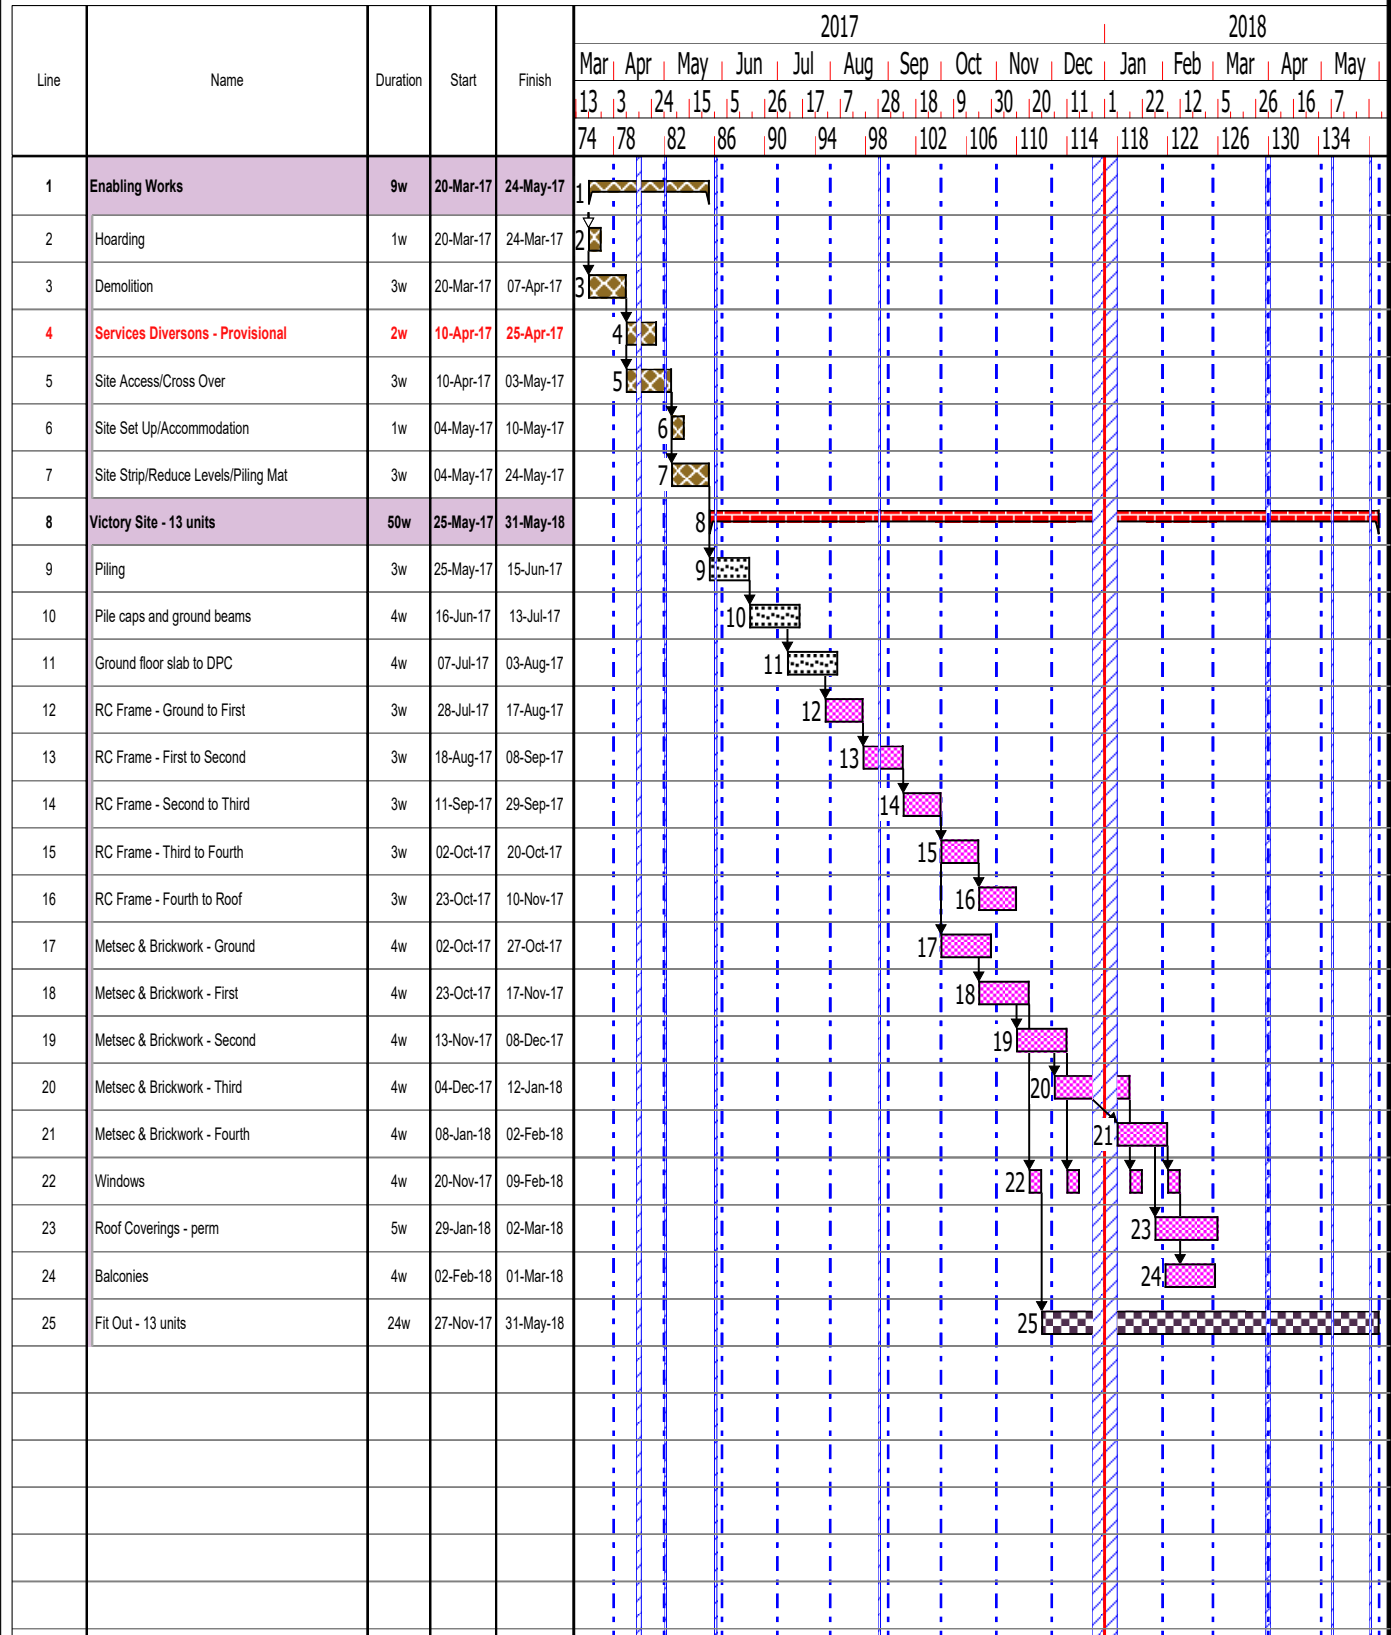 2017 2018
Line Name Duration Start Finish
Mar Apr May Jun Jul Aug Sep Oct Nov Dec Jan Feb Mar Apr May
13 3 24 15 5 26 17 7 28 18 9 30 20 11 1 22 12 5 26 16 7
74 78 82 86 90 94 98 102 106 110 114 118 122 126 130 134
1 Enabling Works 9w 20-Mar-17 24-May-17 1
2 Hoarding 1w 20-Mar-17 24-Mar-17 2
3 Demolition 3w 20-Mar-17 07-Apr-17 3
4 Services Diversons - Provisional 2w 10-Apr-17 25-Apr-17 4
5 Site Access/Cross Over 3w 10-Apr-17 03-May-17 5
6 Site Set Up/Accommodation 1w 04-May-17 10-May-17 6
7 Site Strip/Reduce Levels/Piling Mat 3w 04-May-17 24-May-17 7
8 Victory Site - 13 units 50w 25-May-17 31-May-18 8
9 Piling 3w 25-May-17 15-Jun-17 9
10 Pile caps and ground beams 4w 16-Jun-17 13-Jul-17 10
11 Ground floor slab to DPC 4w 07-Jul-17 03-Aug-17 11
12 RC Frame - Ground to First 3w 28-Jul-17 17-Aug-17 12
13 RC Frame - First to Second 3w 18-Aug-17 08-Sep-17 13
14 RC Frame - Second to Third 3w 11-Sep-17 29-Sep-17 14
15 RC Frame - Third to Fourth 3w 02-Oct-17 20-Oct-17 15
16 RC Frame - Fourth to Roof 3w 23-Oct-17 10-Nov-17 16
17 Metsec & Brickwork - Ground 4w 02-Oct-17 27-Oct-17 17
18 Metsec & Brickwork - First 4w 23-Oct-17 17-Nov-17 18
19 Metsec & Brickwork - Second 4w 13-Nov-17 08-Dec-17 19
20 Metsec & Brickwork - Third 4w 04-Dec-17 12-Jan-18 20
21 Metsec & Brickwork - Fourth 4w 08-Jan-18 02-Feb-18 21
22 Windows 4w 20-Nov-17 09-Feb-18 22
23 Roof Coverings - perm 5w 29-Jan-18 02-Mar-18 23
24 Balconies 4w 02-Feb-18 01-Mar-18 24
25 Fit Out - 13 units 24w 27-Nov-17 31-May-18 25